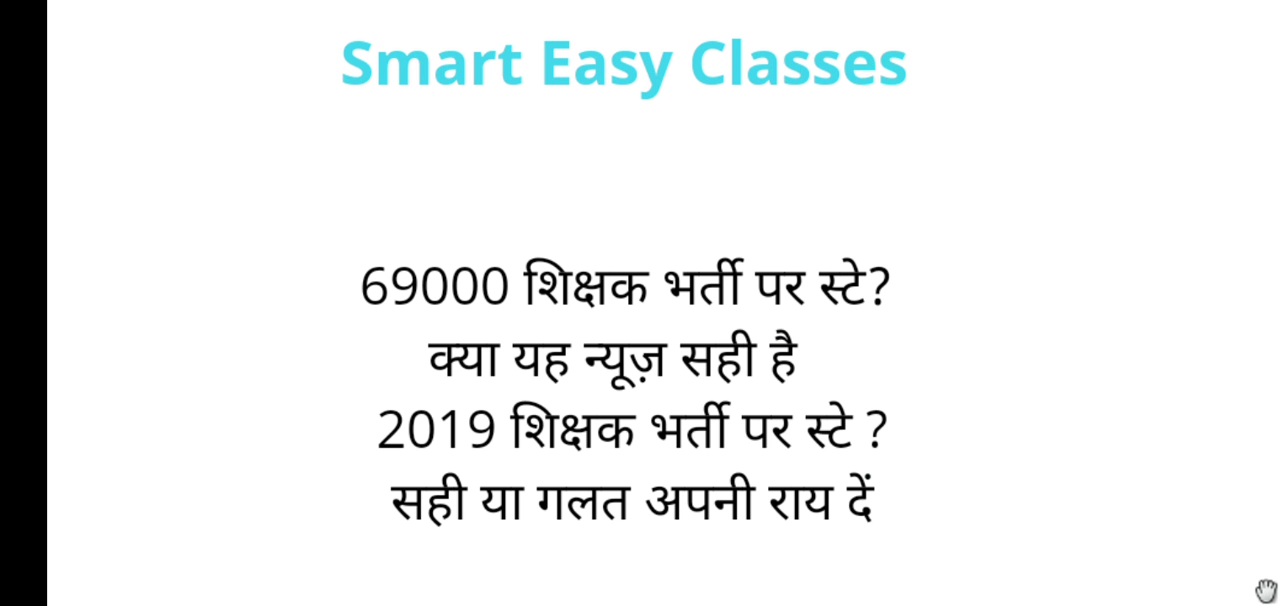 Smart Easy Classes
69000 शिक्षक भर्ती पर स्टे?
क्या यह न्यूज़ सही है
2019 शिक्षक भर्ती पर स्टे ?
सही या गलत अपनी राय दें